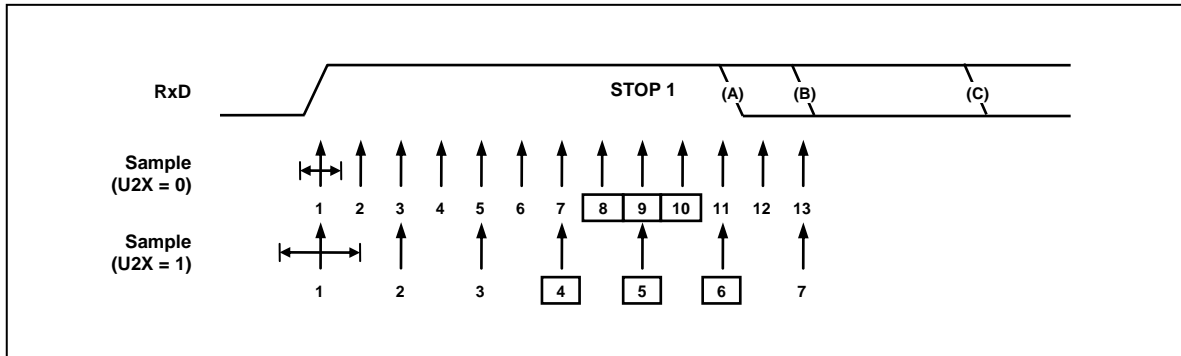 RxD STOP 1 (A) (B) (C)
Sample
(U2X = 0)
1 2 3 4 5 6 7 8 9 10 11 12 13
Sample
(U2X = 1)
1 2 3 4 5 6 7